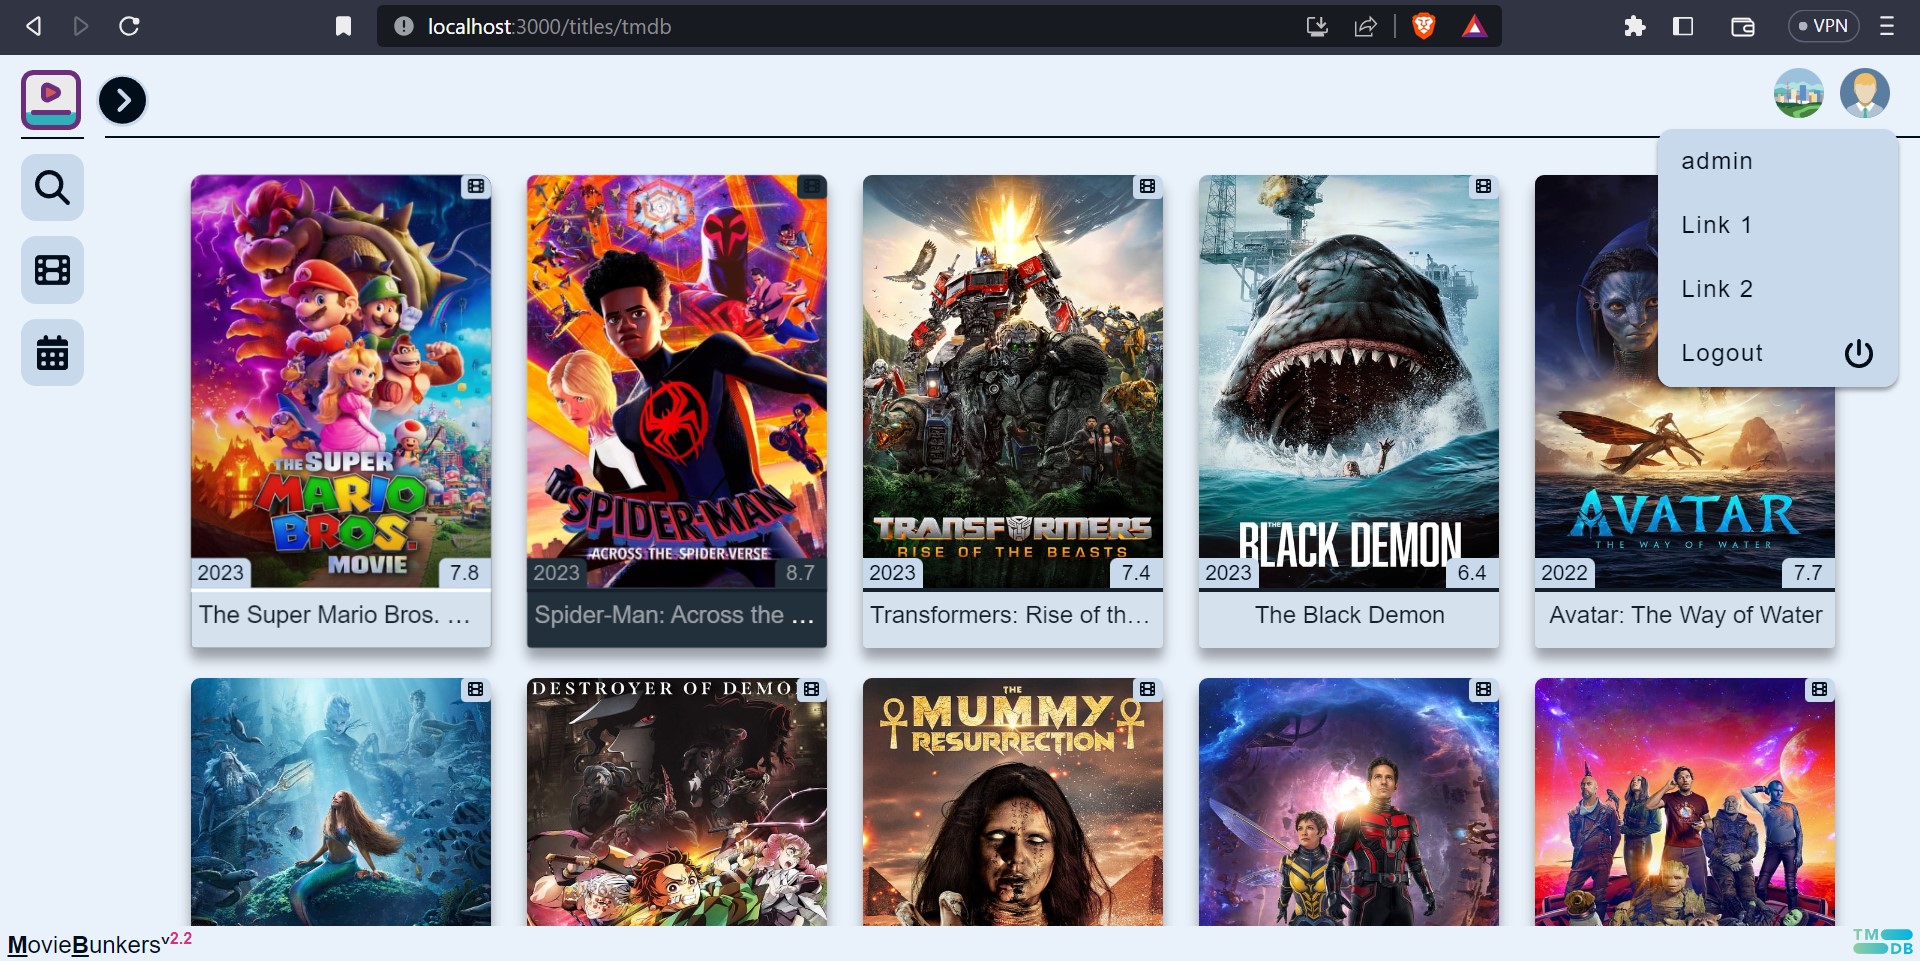 localhost:3000/titles/tmdb
VPN
admin
Link 1
Link 2
Logout
THE SUPER
MARIO
BROS.
MOVIE
2023
7.8
The Super Mario Bros. ...
SPIDER-MAN
ACROSS THE SPIDER-VERSE
2023
8.7
Spider-Man: Across the ...
TRANSFORMERS
RISE OF THE BEASTS
2023
7.4
Transformers: Rise of th...
THE
BLACK DEMON
2023
6.4
The Black Demon
AVATAR
THE WAY OF WATER
2022
7.7
Avatar: The Way of Water
DESTROYER OF DEMO
THE
MUMMY
RESURRECTION
MovieBunkersv2.2
TM
DB